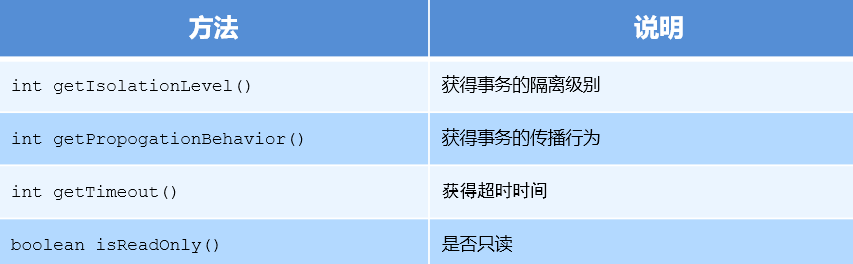 方法 说明
int getIsolationLevel() 获得事务的隔离级别
int getPropogationBehavior() 获得事务的传播行为
int getTimeout() 获得超时时间
boolean isReadOnly() 是否只读